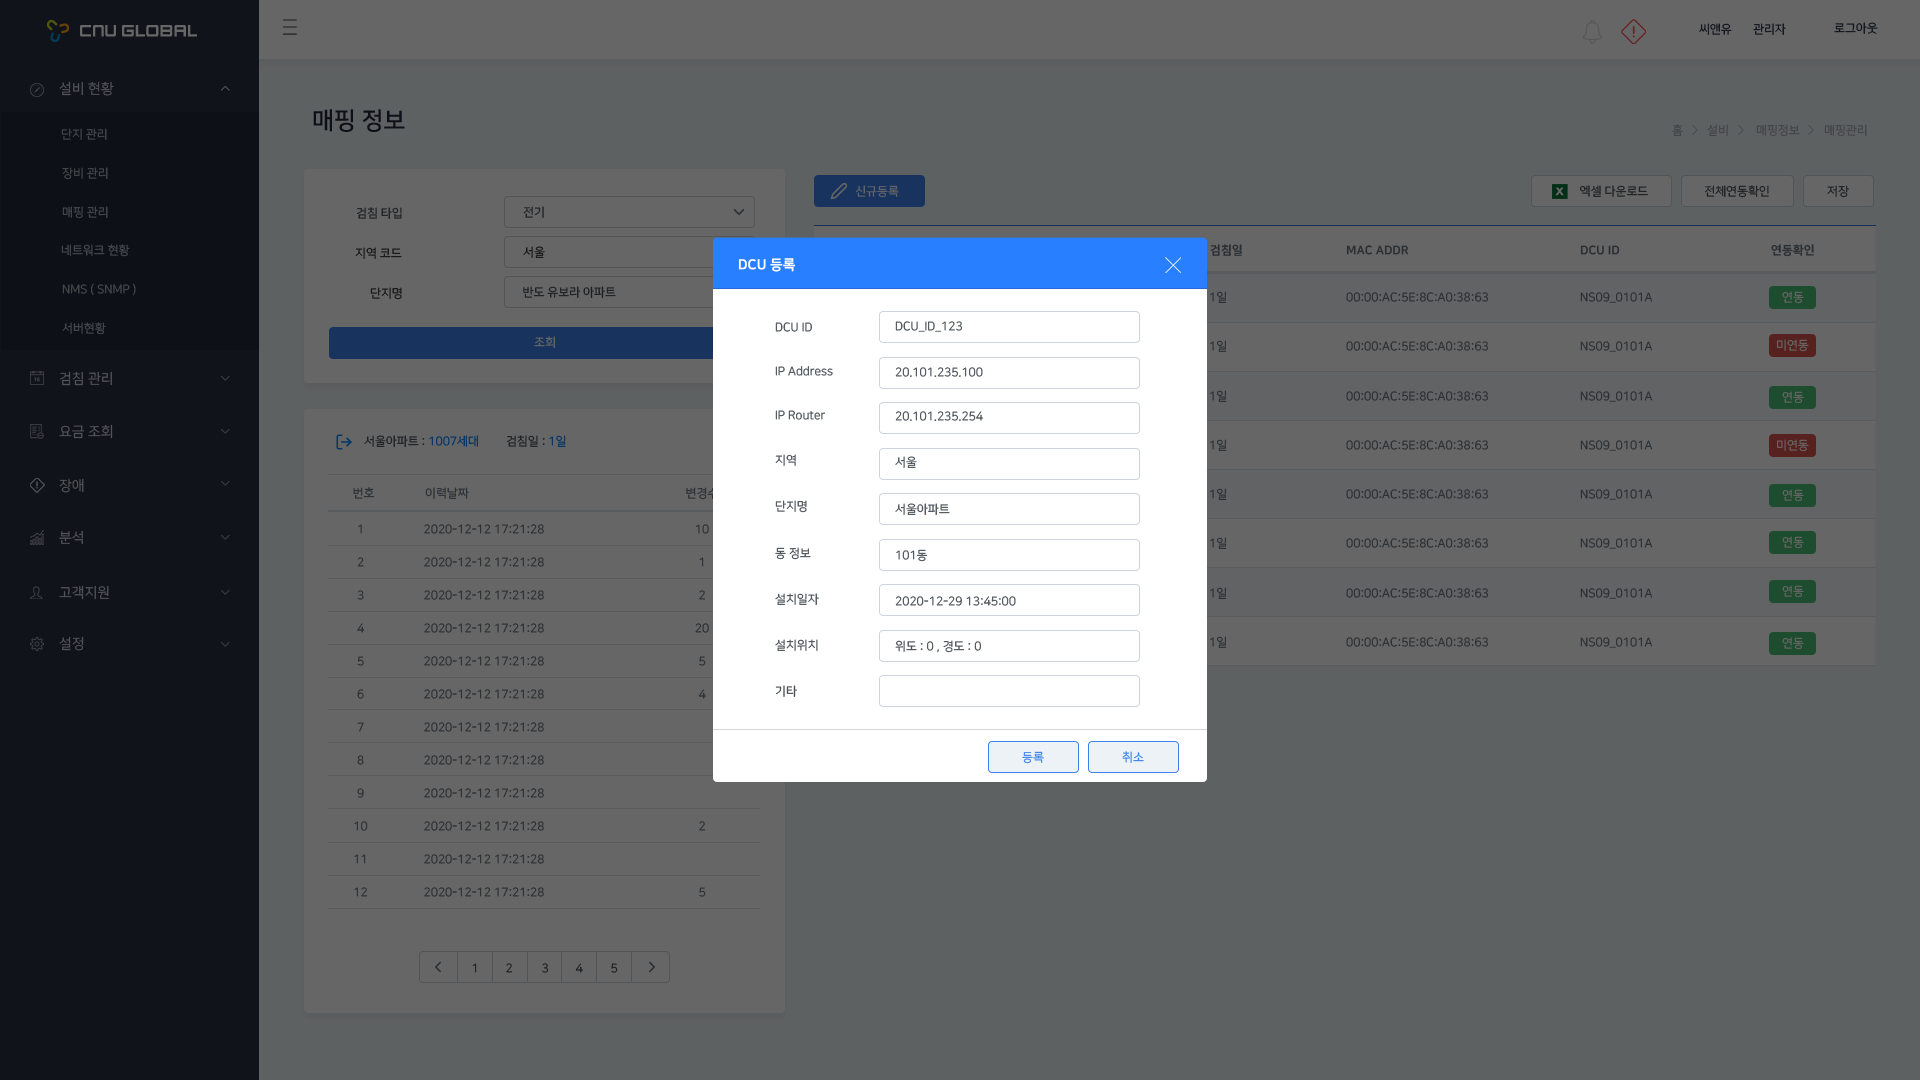 CNU GLOBAL
씨앤유 관리자 로그아웃
설비 현황
단지 관리
장비 관리
매핑 관리
네트워크 현황
NMS ( SNMP )
서버현황
검침 관리
요금 조회
장애
분석
고객지원
설정
매핑 정보
홈 > 설비 > 매핑정보 > 매핑관리
검침 타입 전기
지역 코드 서울
단지명 반도 유보라 아파트
조회
서울아파트 : 1007세대 검침일 : 1일
번호 이력날짜 변경수
1 2020-12-12 17:21:28 10
2 2020-12-12 17:21:28 1
3 2020-12-12 17:21:28 2
4 2020-12-12 17:21:28 20
5 2020-12-12 17:21:28 5
6 2020-12-12 17:21:28 4
7 2020-12-12 17:21:28
8 2020-12-12 17:21:28
9 2020-12-12 17:21:28
10 2020-12-12 17:21:28 2
11 2020-12-12 17:21:28
12 2020-12-12 17:21:28 5
< 1 2 3 4 5 >
신규등록
엑셀 다운로드 전체연동확인 저장
검침일 MAC ADDR DCU ID 연동확인
1일 00:00:AC:5E:8C:A0:38:63 NS09_0101A 연동
1일 00:00:AC:5E:8C:A0:38:63 NS09_0101A 미연동
1일 00:00:AC:5E:8C:A0:38:63 NS09_0101A 연동
1일 00:00:AC:5E:8C:A0:38:63 NS09_0101A 미연동
1일 00:00:AC:5E:8C:A0:38:63 NS09_0101A 연동
1일 00:00:AC:5E:8C:A0:38:63 NS09_0101A 연동
1일 00:00:AC:5E:8C:A0:38:63 NS09_0101A 연동
1일 00:00:AC:5E:8C:A0:38:63 NS09_0101A 연동
DCU 등록
DCU ID DCU_ID_123
IP Address 20.101.235.100
IP Router 20.101.235.254
지역 서울
단지명 서울아파트
동 정보 101동
설치일자 2020-12-29 13:45:00
설치위치 위도 : 0 , 경도 : 0
기타
등록 취소